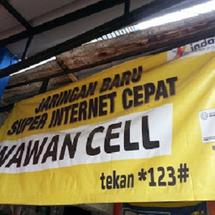 JARINGAN BARU
SUPER INTERNET CEPAT
WAWAN CELL
tekan *123#